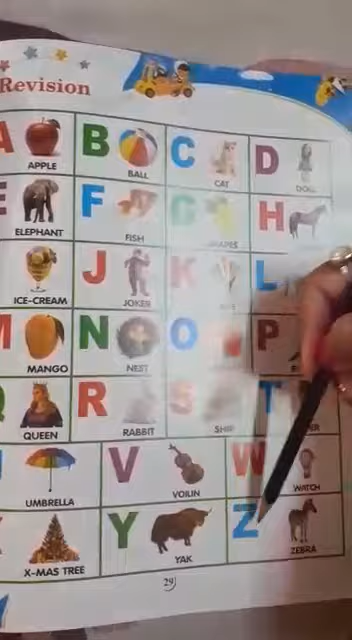 Revision
A B C D
APPLE BALL CAT DOLL
E F G H
ELEPHANT FISH GRAPES
J K L
ICE-CREAM JOKER
M N O P
MANGO NEST
Q R S T
QUEEN RABBIT SHIP
V W
UMBRELLA VOILIN WATCH
Y Z
X-MAS TREE YAK ZEBRA
29